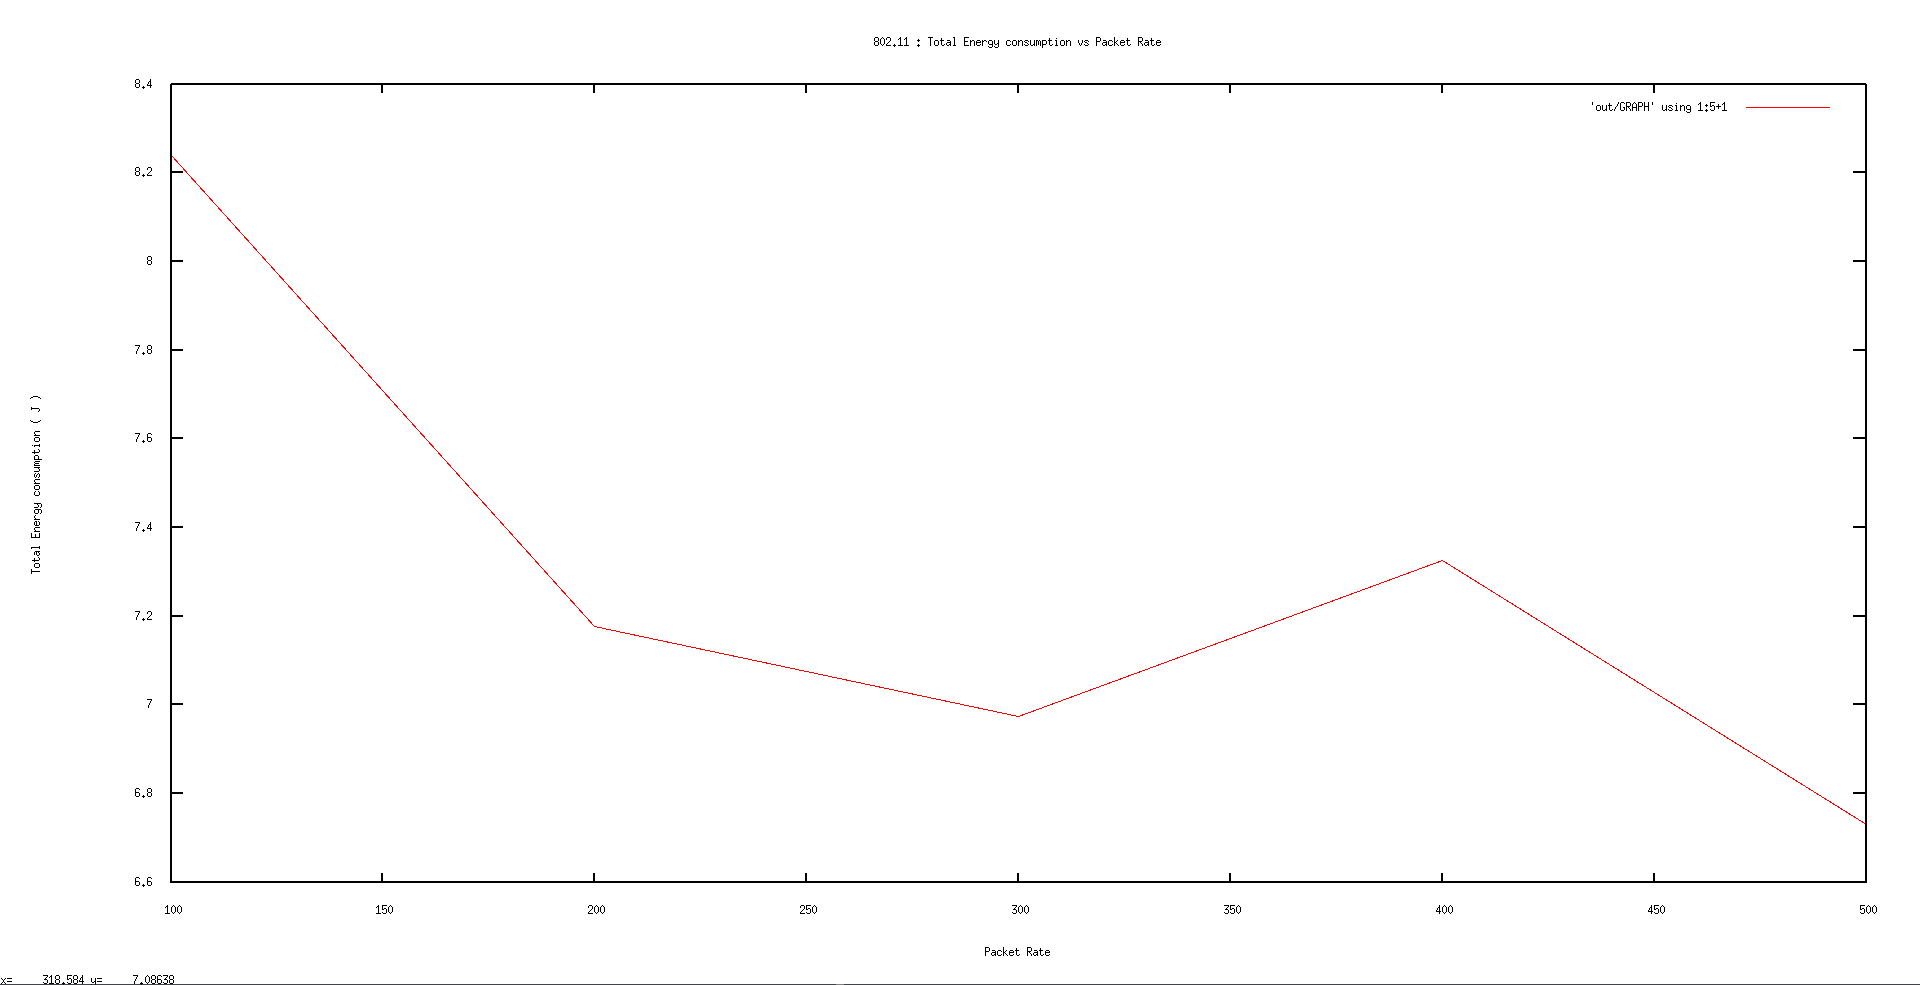 802.11 : Total Energy consumption vs Packet Rate
'out/GRAPH' using 1:5+1
8.4
8.2
8
7.8
7.6
7.4
7.2
7
6.8
6.6
Total Energy consumption ( J )
100 150 200 250 300 350 400 450 500
Packet Rate
x= 318.584 y= 7.08638